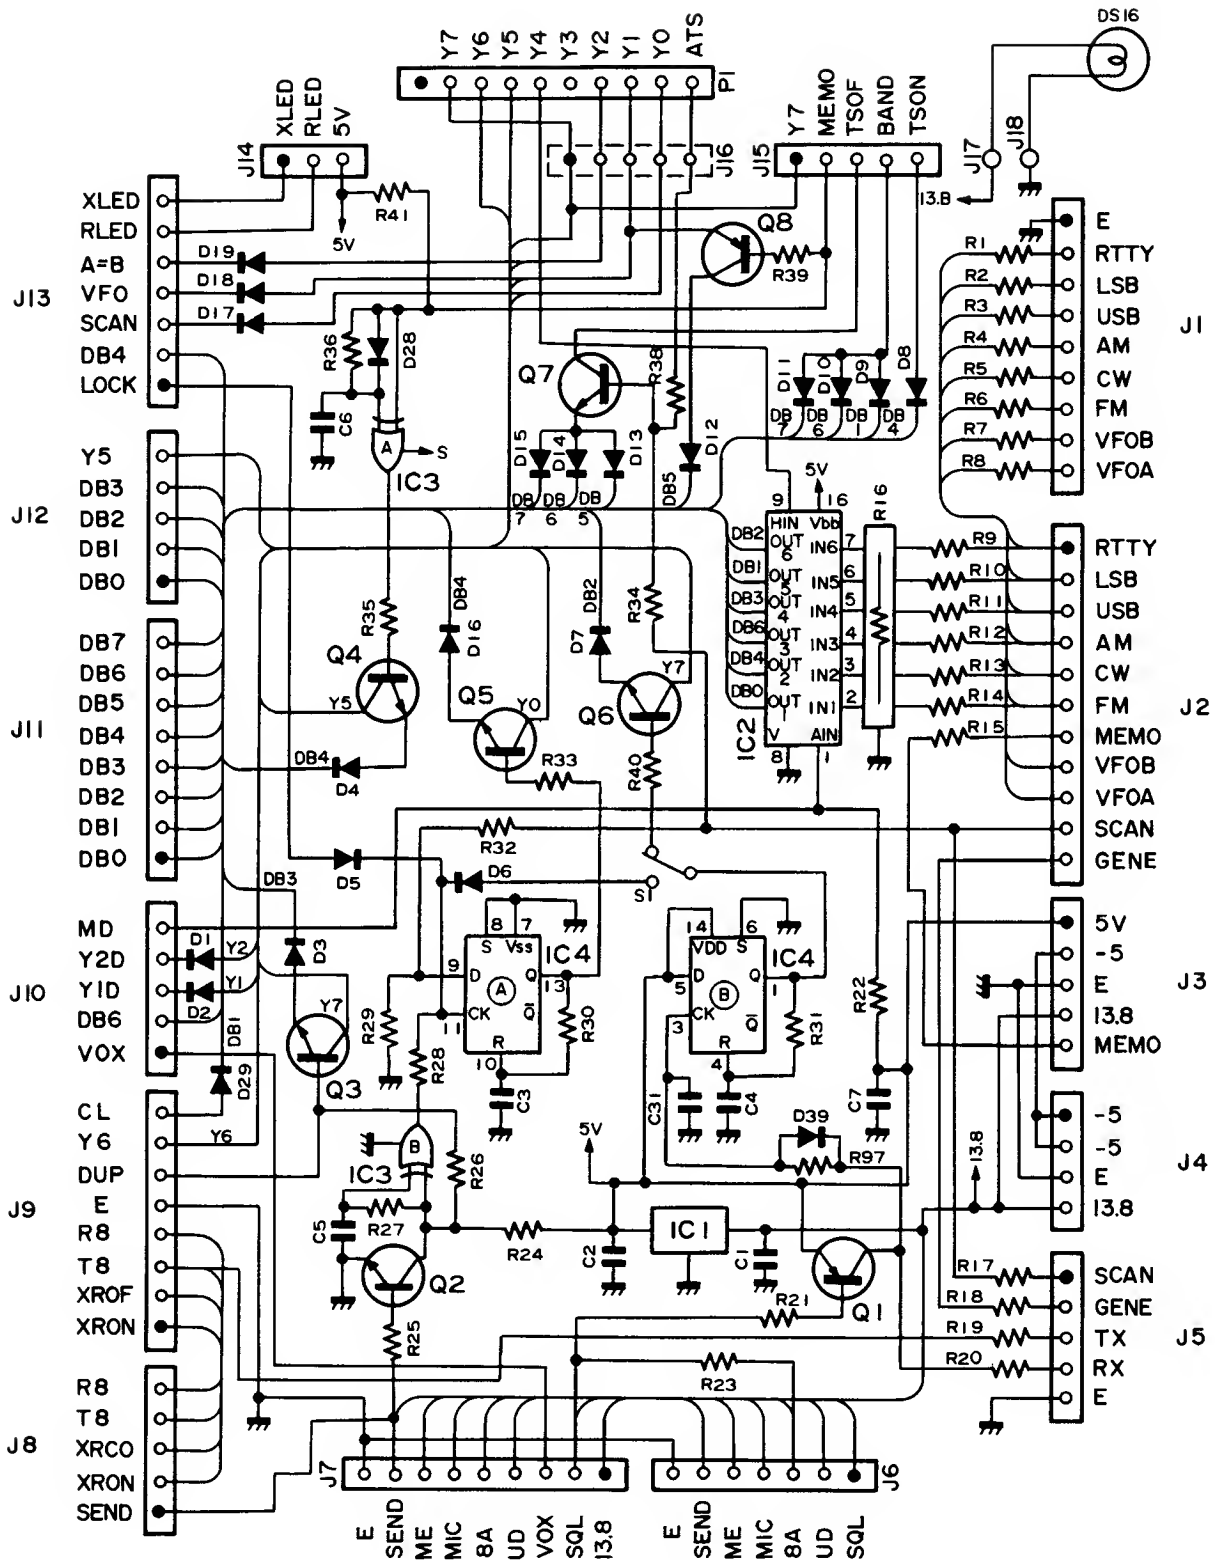 DS16
Y7 Y6 Y5 Y4 Y3 Y2 Y1 Y0 ATS
P1
XLED RLED 5V
J14
Y7 MEMO TSOF BAND TSON
J15
J16
J17
J18
13.8
5V
R41
Q8
R39
J13
XLED
RLED
A=B
VFO
SCAN
DB4
LOCK
D19
D18
D17
R36
D28
C6
A
S
IC3
Q7
R38
D11 D10 D9 D8
DB7 DB6 DB1 DB4
D15 D14 D13 D12
DB7 DB6 DB5 DB5
J1
E
RTTY
LSB
USB
AM
CW
FM
VFOB
VFOA
R1
R2
R3
R4
R5
R6
R7
R8
J12
Y5
DB3
DB2
DB1
DB0
5V
9 16
HIN Vbb
DB2 OUT 6 IN6 7
DB1 OUT 5 IN5 6
DB3 OUT 4 IN4 5
DB6 OUT 3 IN3 4
DB4 OUT 2 IN2 3
DB0 OUT 1 IN1 2
V AIN
8 1
IC2
R16
R9
R10
R11
R12
R13
R14
R15
J2
RTTY
LSB
USB
AM
CW
FM
MEMO
VFOB
VFOA
SCAN
GENE
J11
DB7
DB6
DB5
DB4
DB3
DB2
DB1
DB0
R35
Q4
Y5
DB4
D4
DB4
D16
Q5
Y0
R33
DB2
D7
R34
Y7
Q6
R40
R32
D5
D6
S1
DB3
D3
J10
MD
Y2D
Y1D
DB6
VOX
D1 Y2
D2 Y1
DB1
D29
Y7
Q3
8 7
S Vss
IC4
9 D Q 13
A
11 CK Q1
R
10
R29
R28
R30
C3
14 6
VDD S
IC4
5 D Q 1
B
3 CK Q1
R
4
R31
C31
C4
R22
C7
J3
5V
-5
E
13.8
MEMO
J4
-5
-5
E
13.8
13.8
J9
CL
Y6
DUP
E
R8
T8
XROF
XRON
Y6
B
IC3
R26
R27
C5
Q2
R24
R25
5V
C2
IC1
C1
D39
R97
Q1
R21
R23
R17
R18
R19
R20
J5
SCAN
GENE
TX
RX
E
J8
R8
T8
XRCO
XRON
SEND
J7
E SEND ME MIC 8A UD VOX SQL 13.8
J6
E SEND ME MIC 8A UD SQL